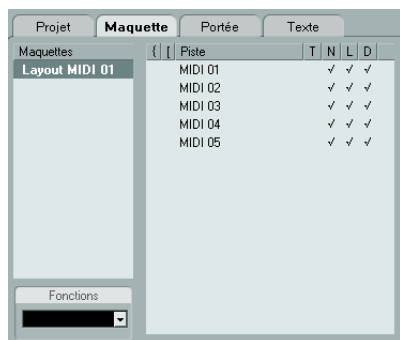 Projet Maquette Portée Texte
Maquettes
Layout MIDI 01
{ [ Piste T N L D
MIDI 01 √ √ √
MIDI 02 √ √ √
MIDI 03 √ √ √
MIDI 04 √ √ √
MIDI 05 √ √ √
Fonctions